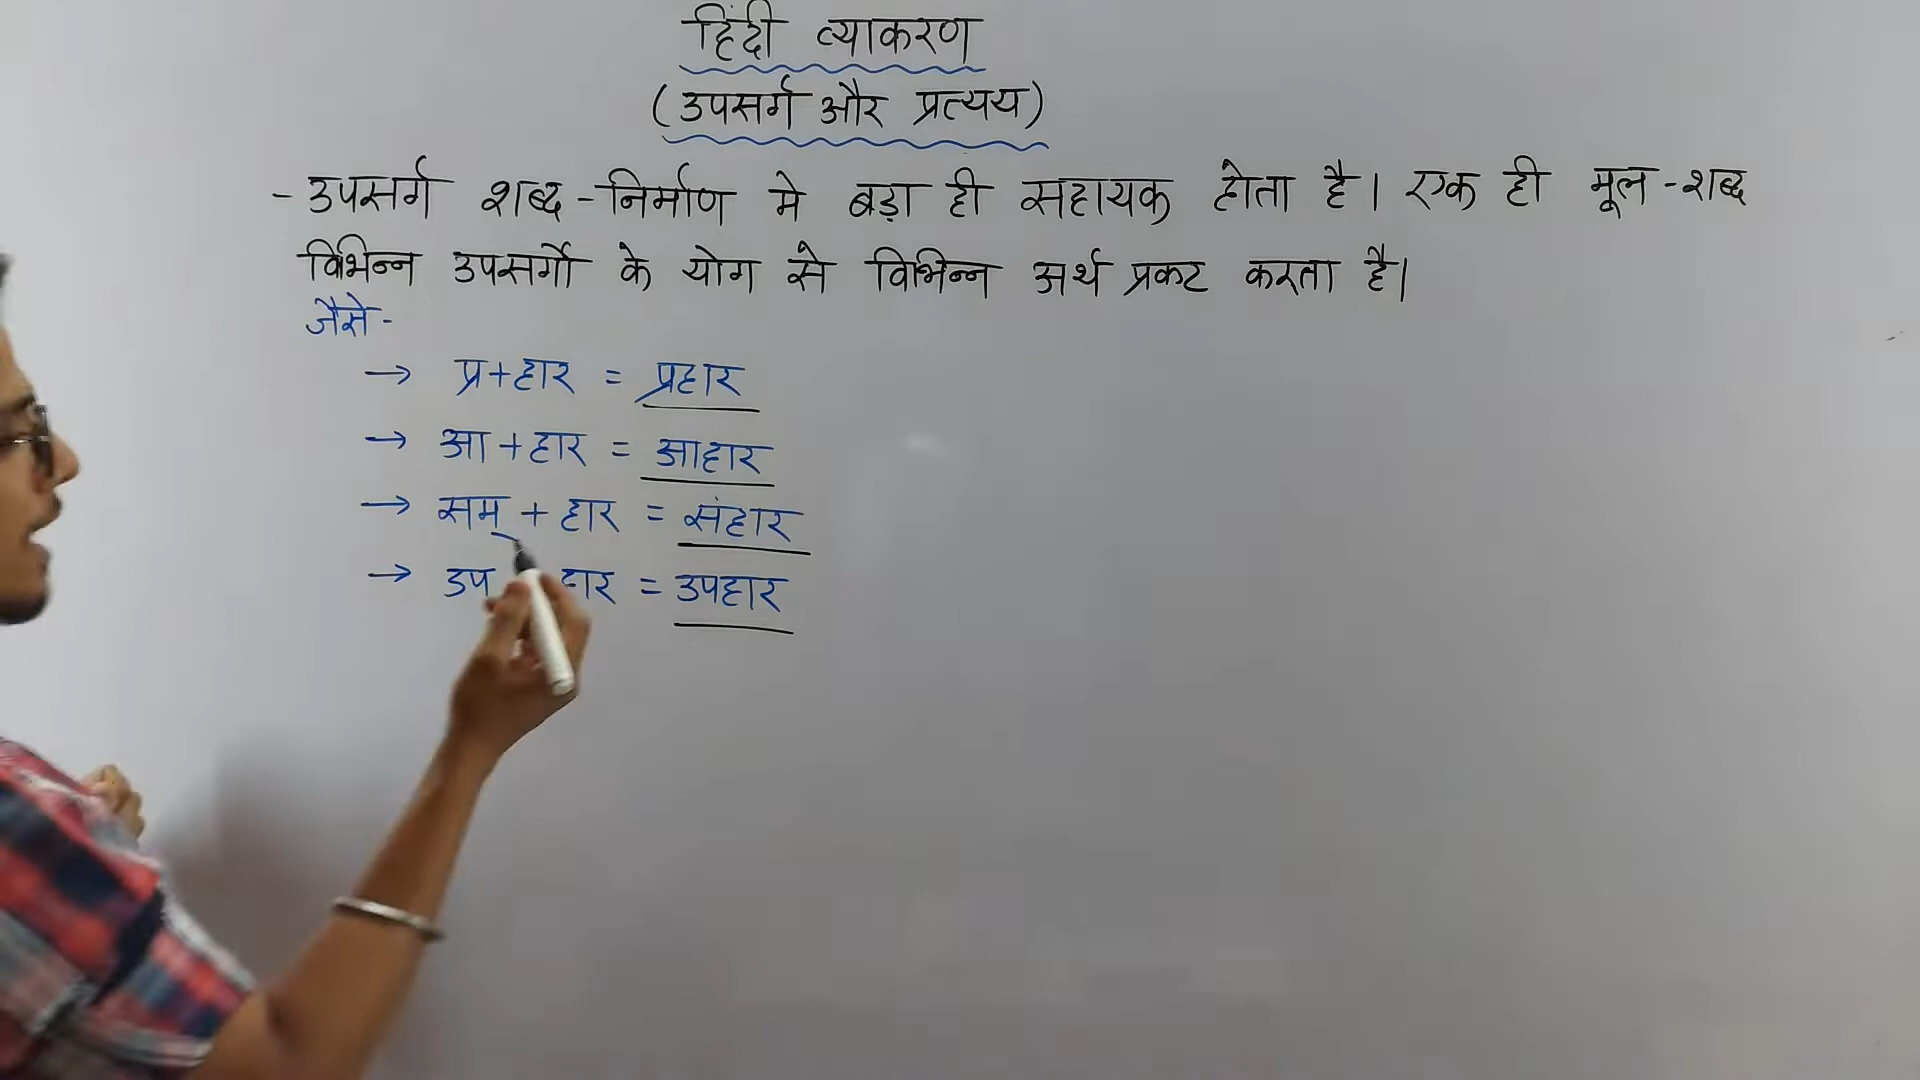 हिंदी व्याकरण
(उपसर्ग और प्रत्यय)
- उपसर्ग शब्द - निर्माण मे बड़ा ही सहायक होता है। एक ही मूल - शब्द
विभिन्न उपसर्गो के योग से विभिन्न अर्थ प्रकट करता है।
जैसे -
→ प्र + हार = प्रहार
→ आ + हार = आहार
→ सम् + हार = संहार
→ उप हार = उपहार